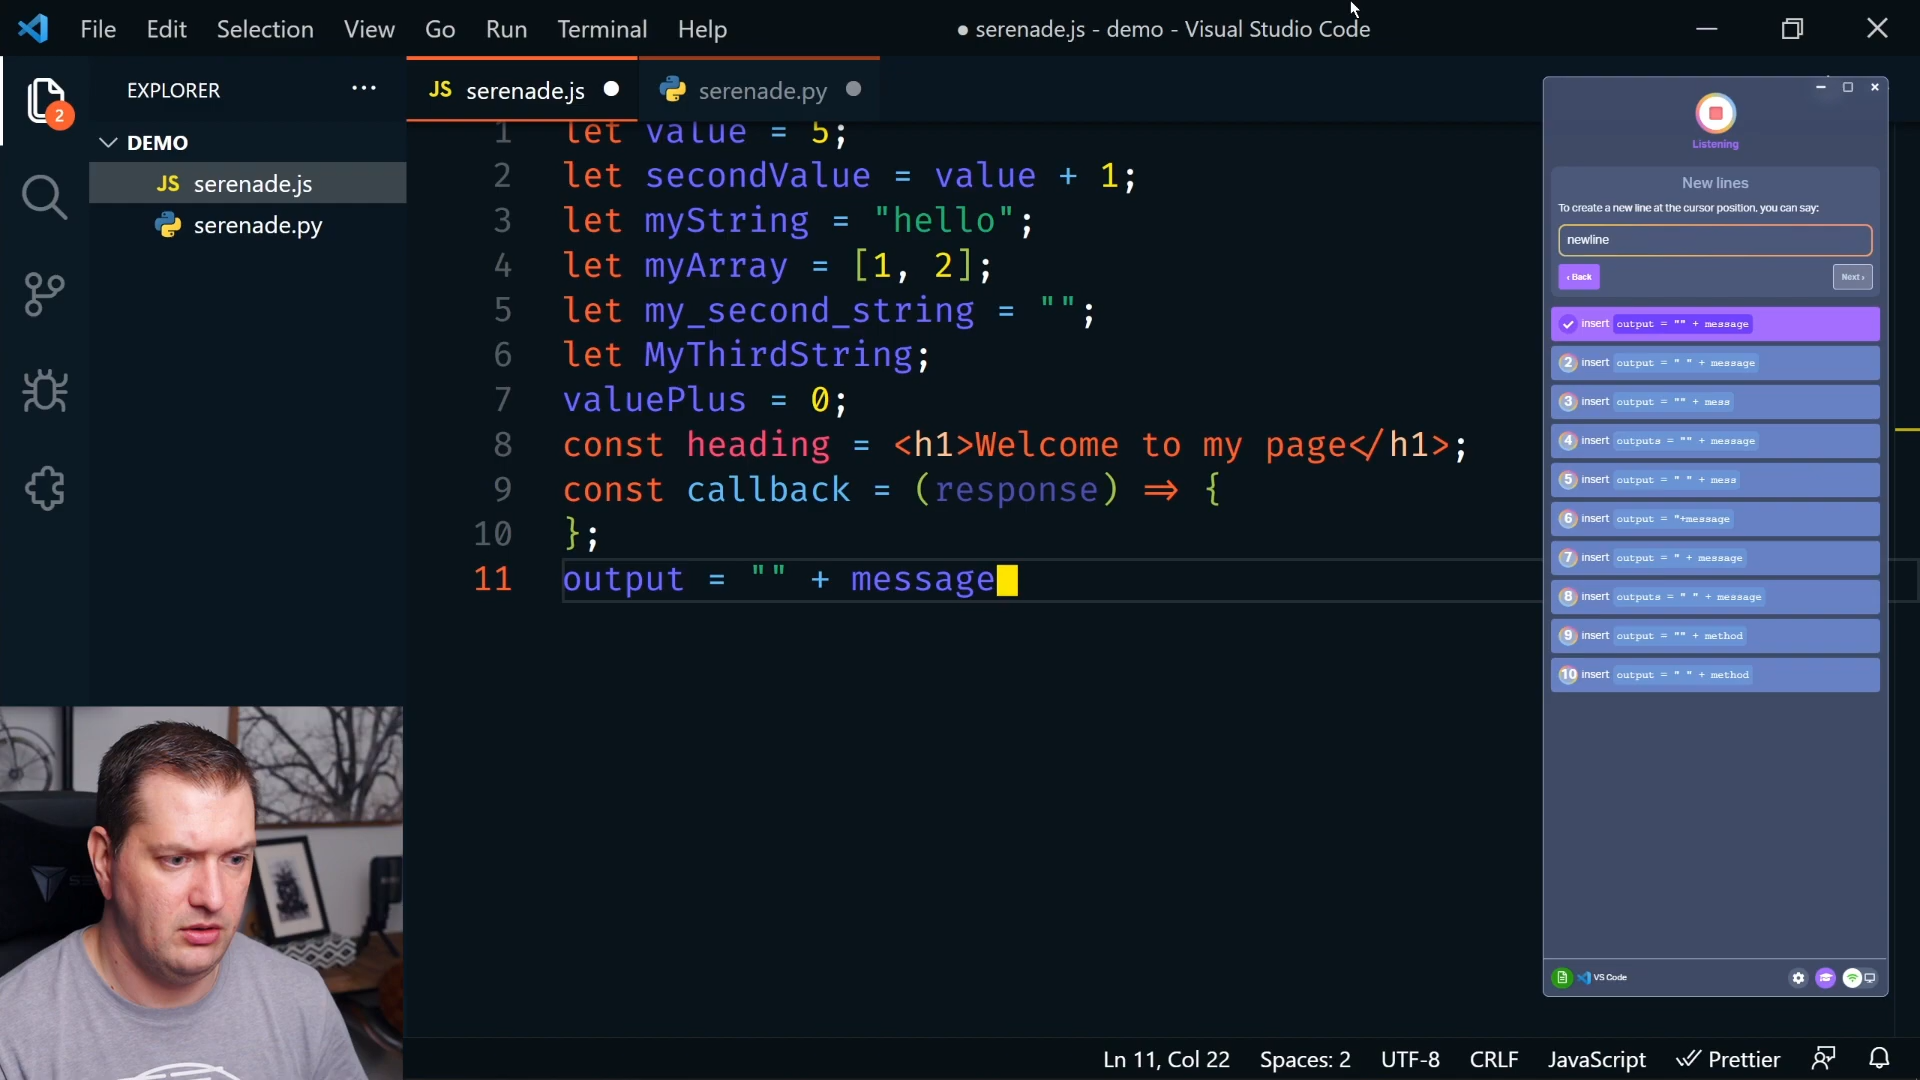 File Edit Selection View Go Run Terminal Help
● serenade.js - demo - Visual Studio Code
EXPLORER
2
DEMO
JS serenade.js
serenade.py
JS serenade.js
serenade.py
1 let value = 5;
2 let secondValue = value + 1;
3 let myString = "hello";
4 let myArray = [1, 2];
5 let my_second_string = "";
6 let MyThirdString;
7 valuePlus = 0;
8 const heading = <h1>Welcome to my page</h1>;
9 const callback = (response) => {
10 };
11 output = "" + message
Listening
New lines
To create a new line at the cursor position, you can say:
newline
‹ Back
Next ›
insert output = "" + message
2 insert output = " " + message
3 insert output = "" + mess
4 insert outputs = "" + message
5 insert output = " " + mess
6 insert output = "+message
7 insert output = " + message
8 insert outputs = " " + message
9 insert output = "" + method
10 insert output = " " + method
VS Code
Ln 11, Col 22 Spaces: 2 UTF-8 CRLF JavaScript Prettier